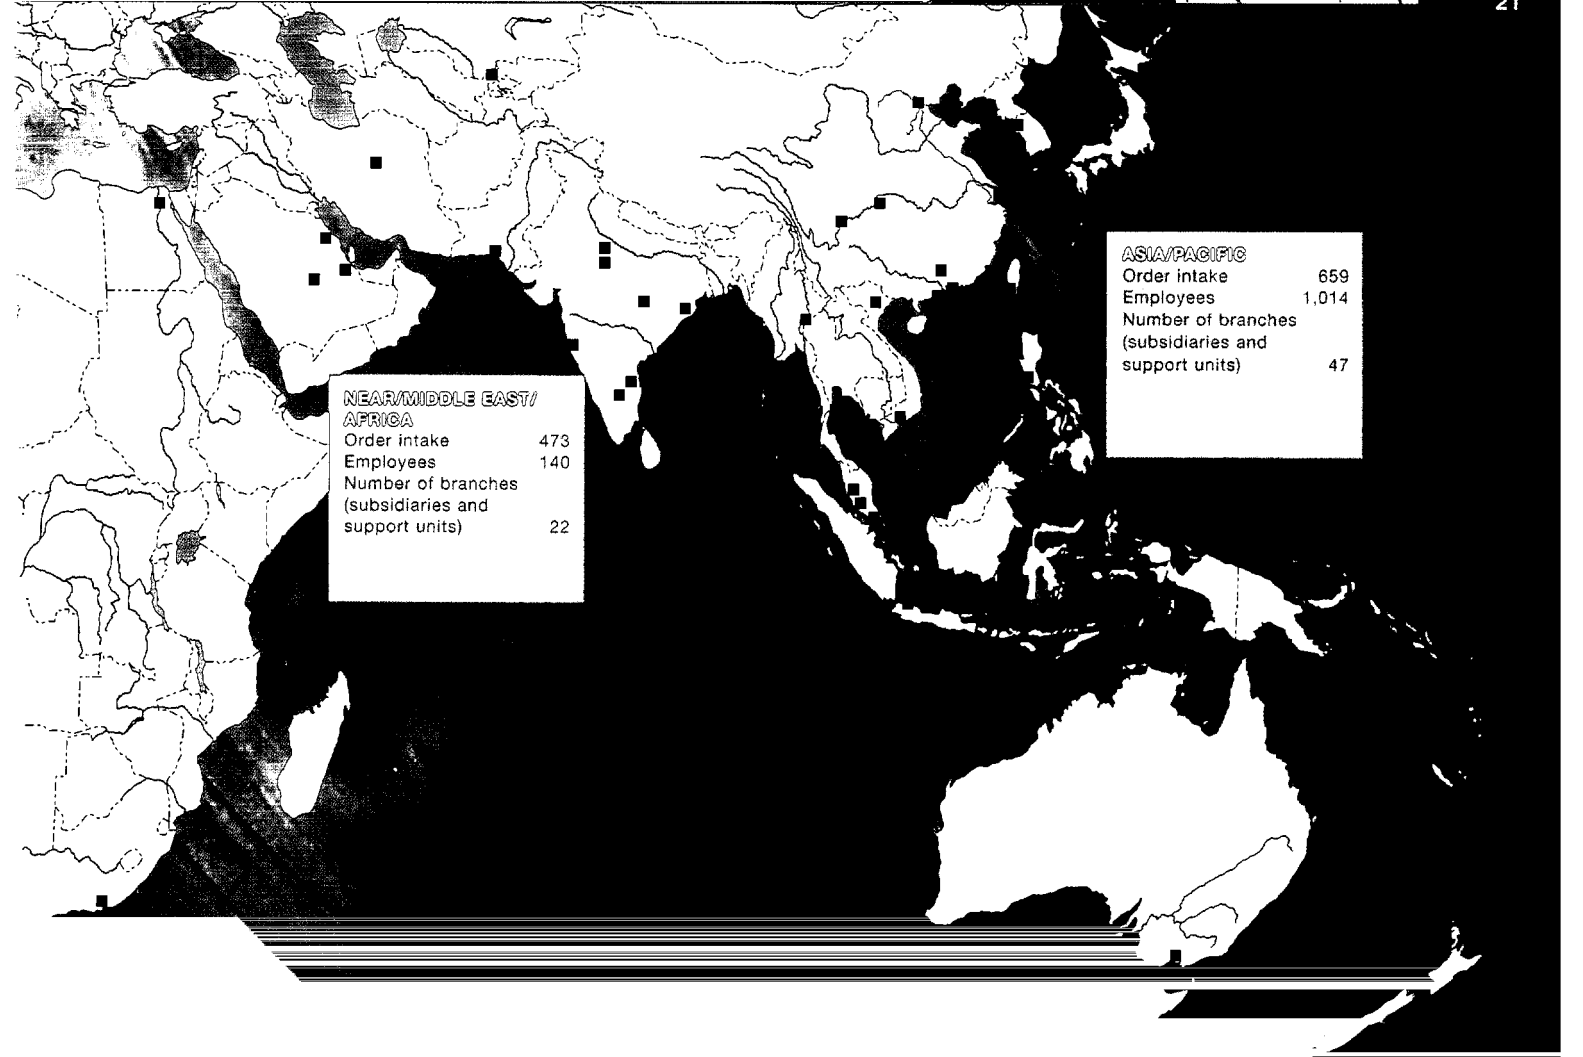 21
NEAR/MIDDLE EAST/
AFRICA
Order intake 473
Employees 140
Number of branches
(subsidiaries and
support units) 22
ASIA/PACIFIC
Order intake 659
Employees 1,014
Number of branches
(subsidiaries and
support units) 47